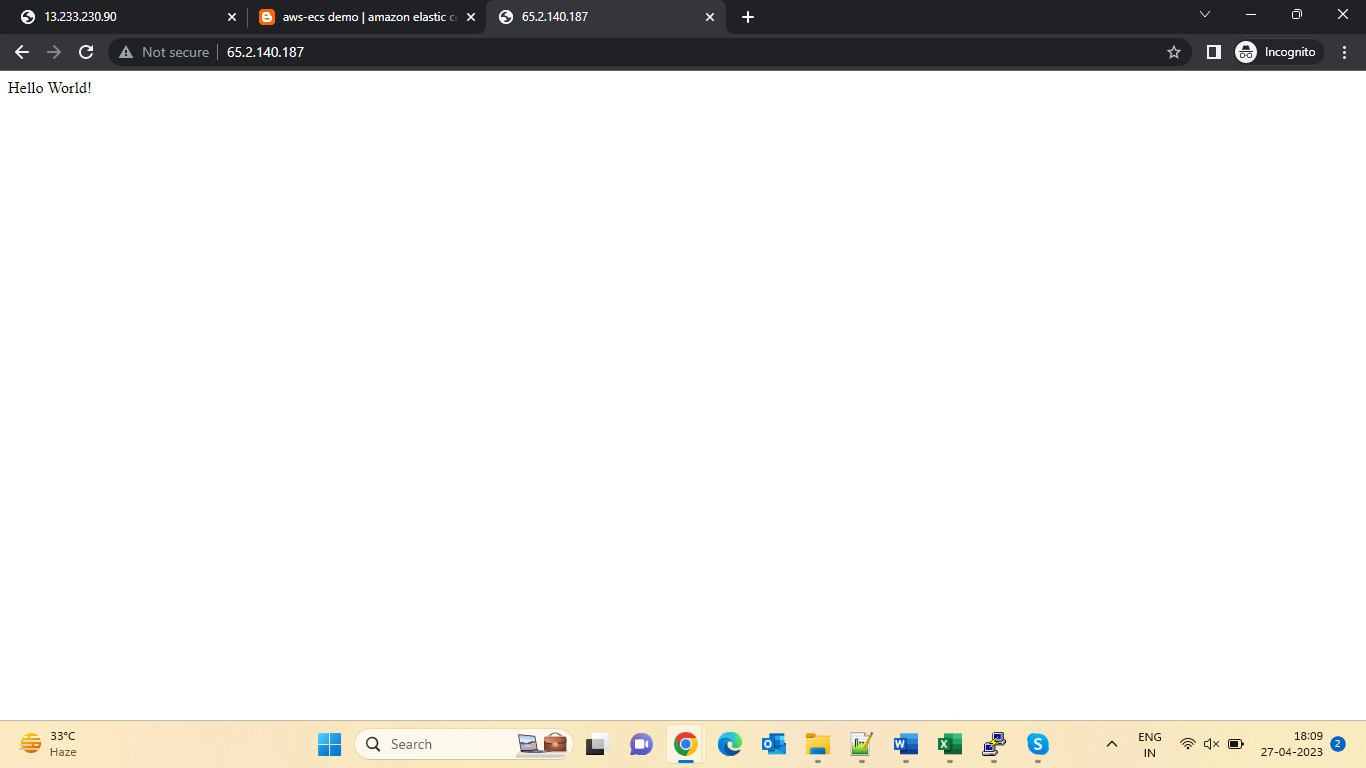 13.233.230.90
aws-ecs demo | amazon elastic c
65.2.140.187
Not secure
65.2.140.187
Incognito
Hello World!
33°C
Haze
Search
ENG
IN
18:09
27-04-2023
2